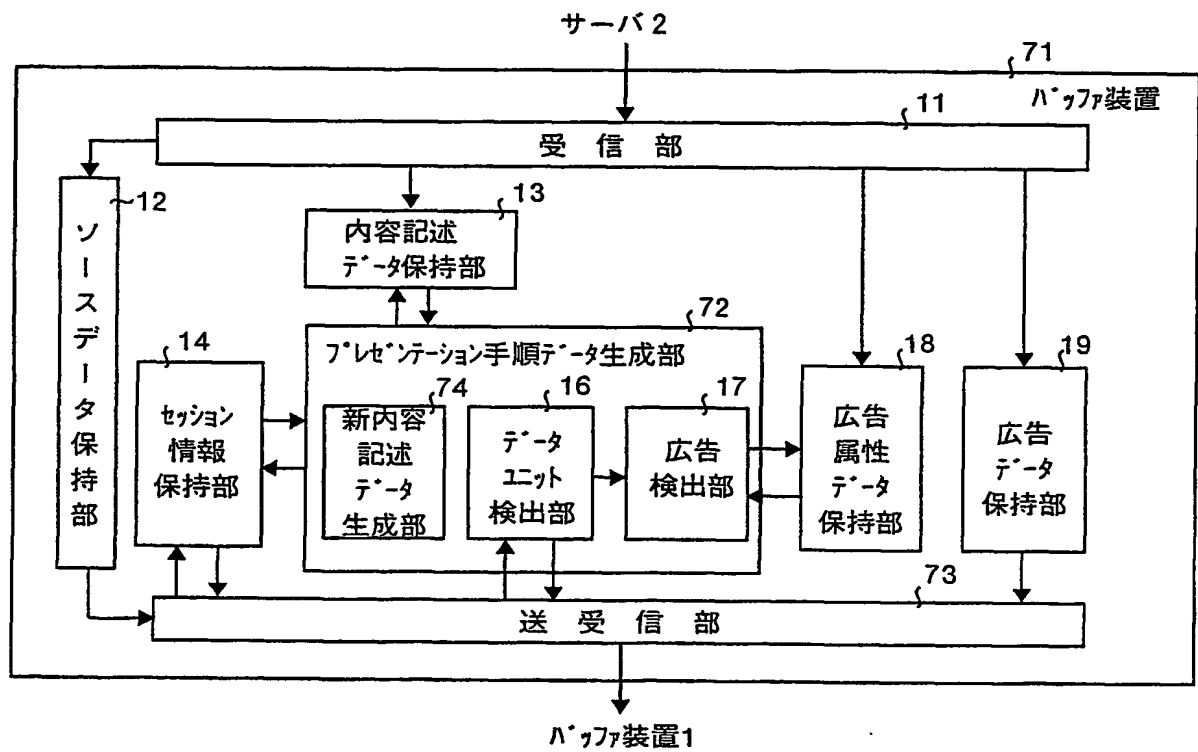 サーバ2
71
バッファ装置
11
受信部
12
ソースデータ保持部
13
内容記述
データ保持部
72
プレゼンテーション手順データ生成部
14
セッション
情報
保持部
74
新内容
記述
データ
生成部
16
データ
ユニット
検出部
17
広告
検出部
18
広告
属性
データ
保持部
19
広告
データ
保持部
73
送受信部
バッファ装置1